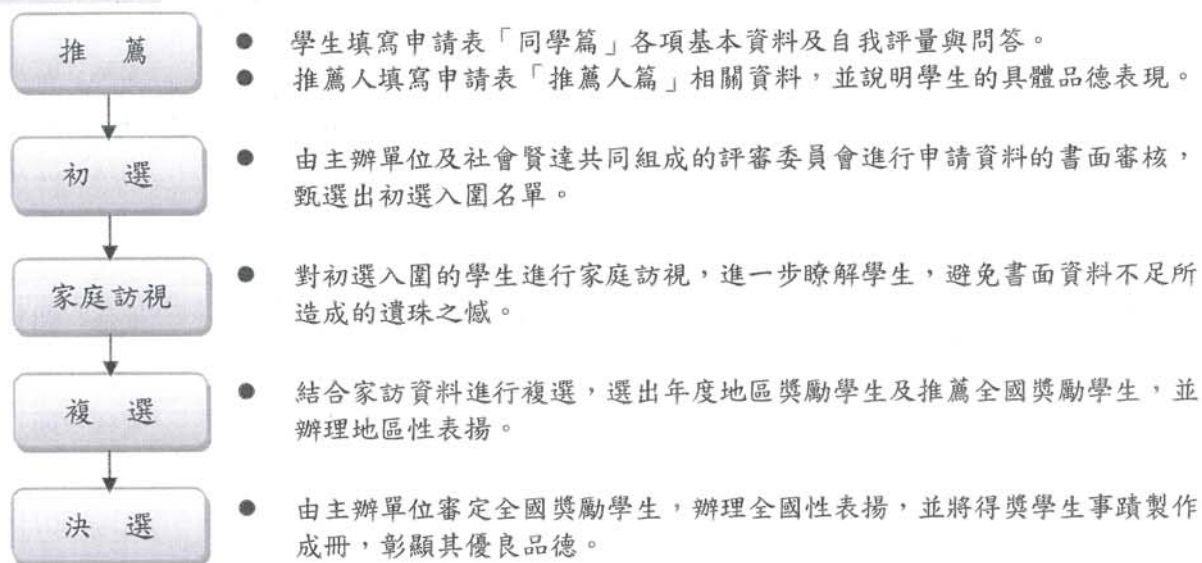 推 薦
● 學生填寫申請表「同學篇」各項基本資料及自我評量與問答。
● 推薦人填寫申請表「推薦人篇」相關資料，並說明學生的具體品德表現。
初 選
● 由主辦單位及社會賢達共同組成的評審委員會進行申請資料的書面審核，
甄選出初選入圍名單。
家庭訪視
● 對初選入圍的學生進行家庭訪視，進一步瞭解學生，避免書面資料不足所
造成的遺珠之憾。
複 選
● 結合家訪資料進行複選，選出年度地區獎勵學生及推薦全國獎勵學生，並
辦理地區性表揚。
決 選
● 由主辦單位審定全國獎勵學生，辦理全國性表揚，並將得獎學生事蹟製作
成冊，彰顯其優良品德。